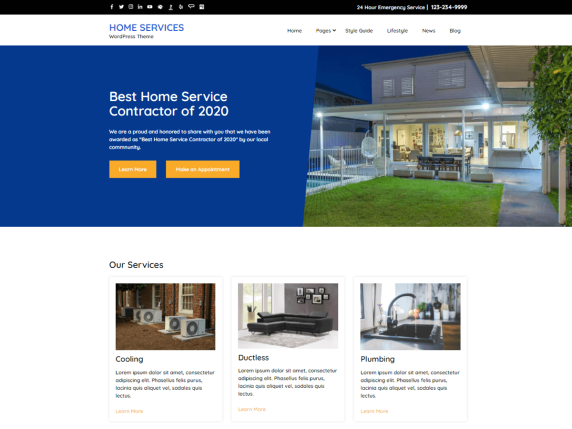 24 Hour Emergency Service | 123-234-9999
HOME SERVICES
WordPress Theme
Home Pages Style Guide Lifestyle News Blog
Best Home Service
Contractor of 2020
We are a proud and honored to share with you that we have been
awarded as "Best Home Service Contractor of 2020" by our local
community.
Learn More Make an Appointment
Our Services
Cooling
Lorem ipsum dolor sit amet, consectetur
adipiscing elit. Phasellus felis purus,
lacinia quis aliquet vel, sodales quis
lectus.
Learn More
Ductless
Lorem ipsum dolor sit amet, consectetur
adipiscing elit. Phasellus felis purus,
lacinia quis aliquet vel, sodales quis
lectus.
Learn More
Plumbing
Lorem ipsum dolor sit amet, consectetur
adipiscing elit. Phasellus felis purus,
lacinia quis aliquet vel, sodales quis
lectus.
Learn More